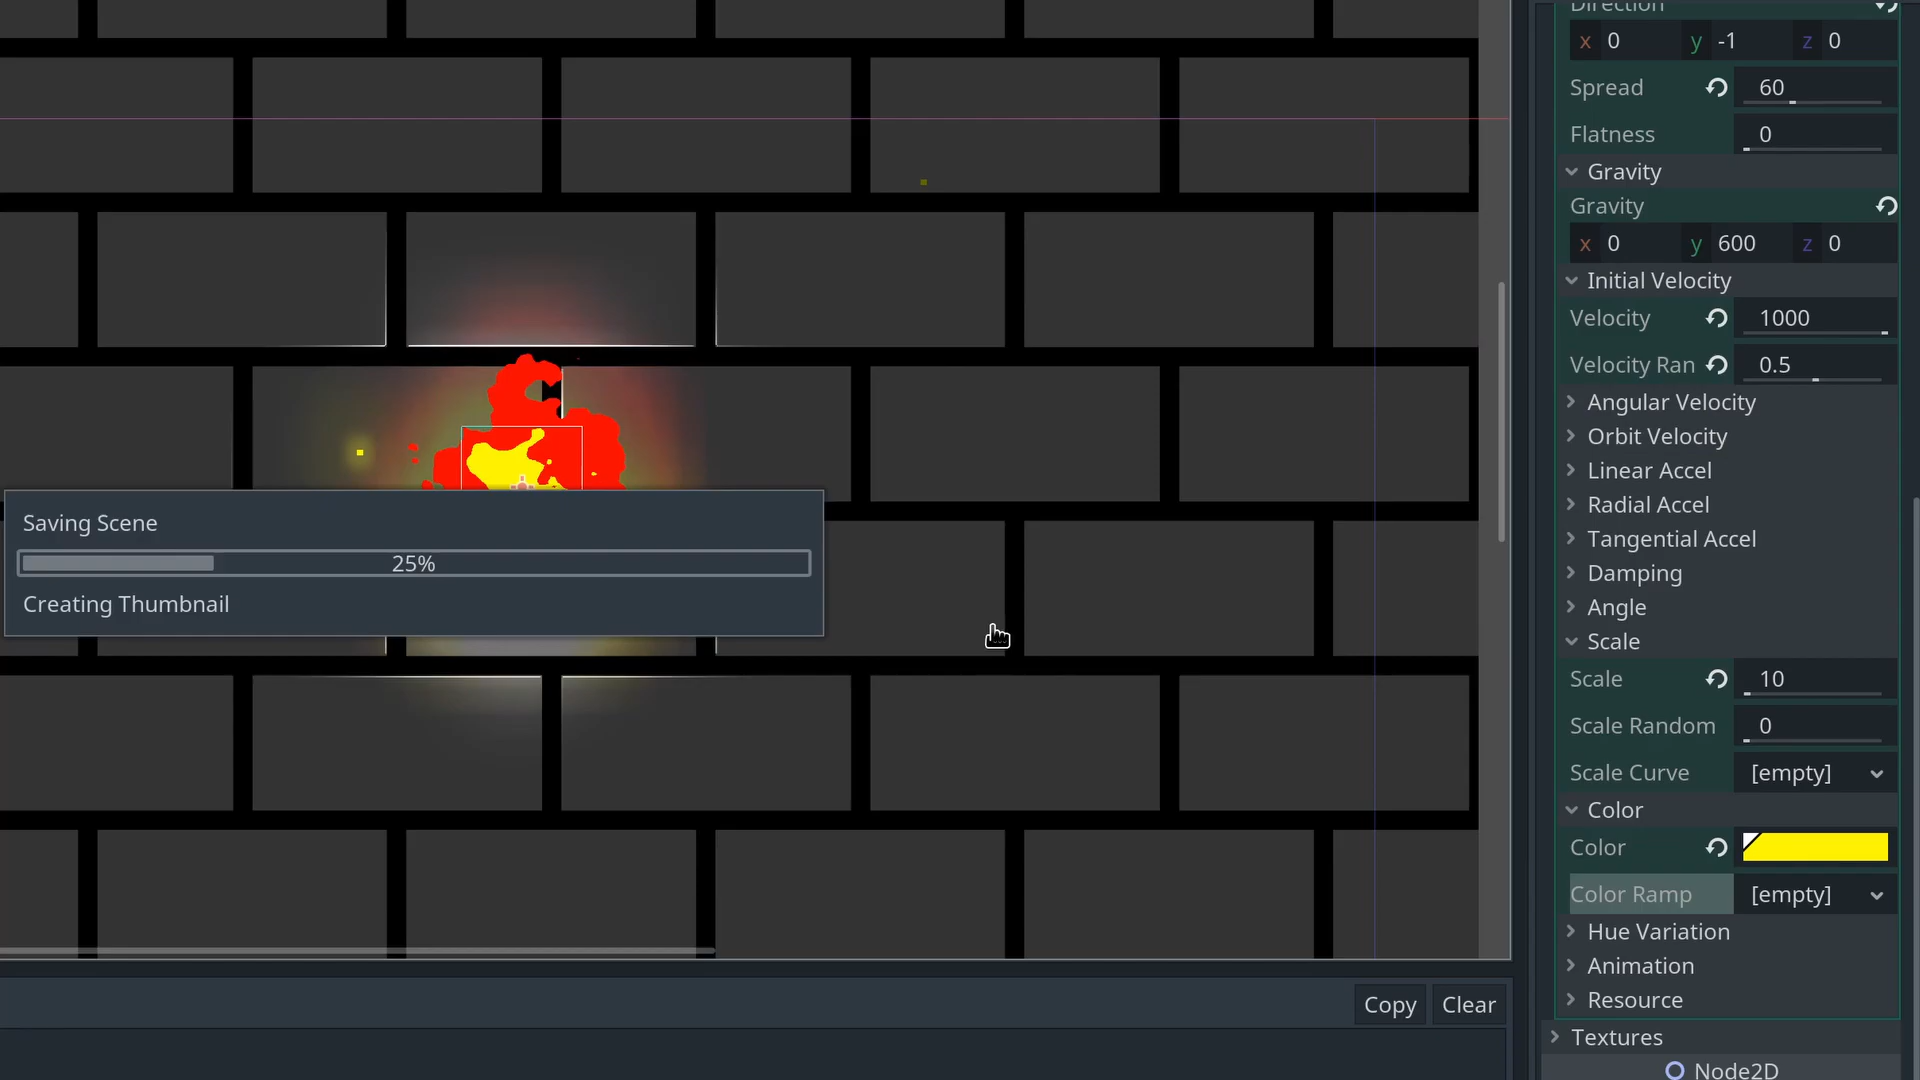 Direction
x 0 y -1 z 0
Spread 60
Flatness 0
Gravity
Gravity
x 0 y 600 z 0
Initial Velocity
Velocity 1000
Velocity Ran 0.5
Angular Velocity
Orbit Velocity
Linear Accel
Radial Accel
Tangential Accel
Damping
Angle
Scale
Scale 10
Scale Random 0
Scale Curve [empty]
Color
Color
Color Ramp [empty]
Hue Variation
Animation
Resource
Textures
Node2D
Saving Scene
25%
Creating Thumbnail
Copy Clear